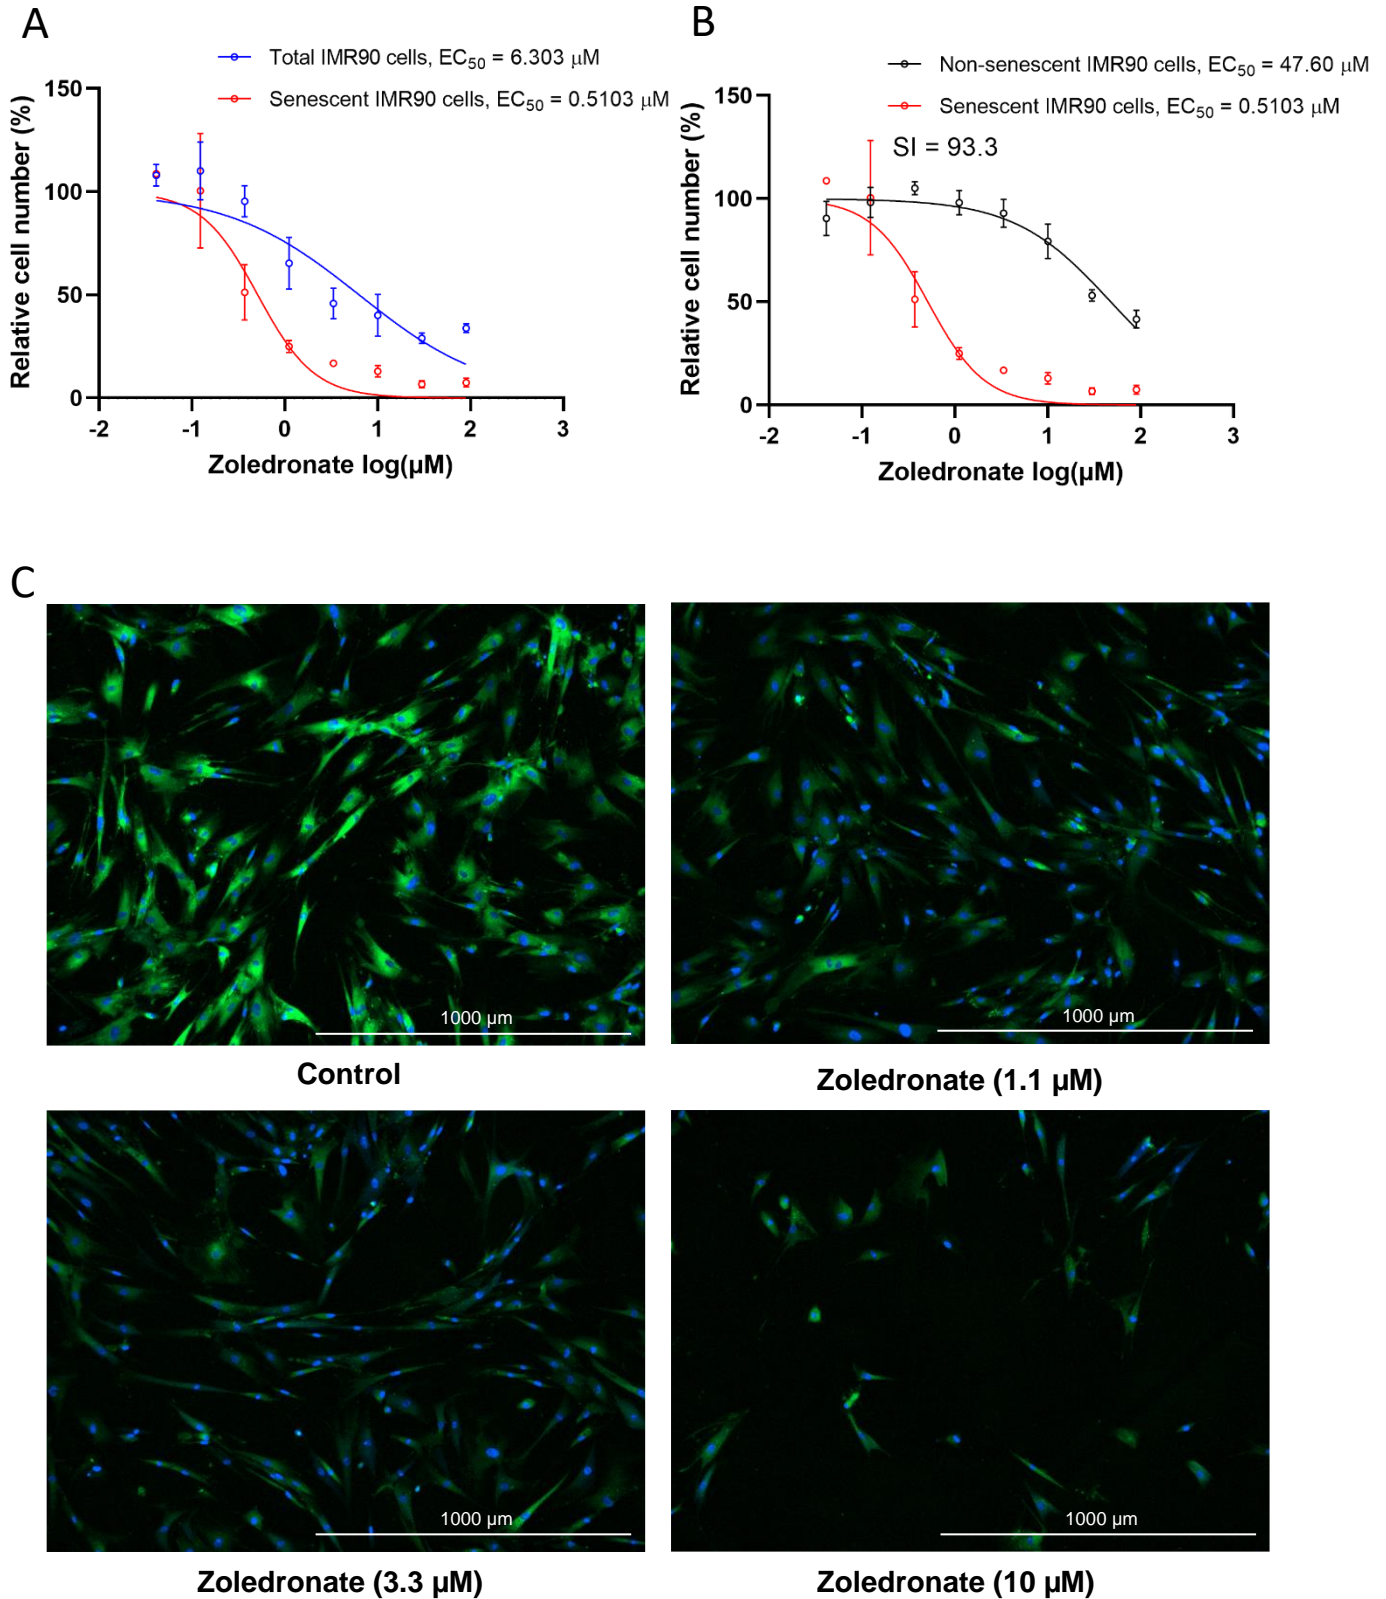 A
Total IMR90 cells, EC50 = 6.303 μM
Senescent IMR90 cells, EC50 = 0.5103 μM
Relative cell number (%)
150
100
50
0
-2 -1 0 1 2 3
Zoledronate log(μM)
B
Non-senescent IMR90 cells, EC50 = 47.60 μM
Senescent IMR90 cells, EC50 = 0.5103 μM
SI = 93.3
Relative cell number (%)
150
100
50
0
-2 -1 0 1 2 3
Zoledronate log(μM)
C
1000 μm
Control
1000 μm
Zoledronate (1.1 μM)
1000 μm
Zoledronate (3.3 μM)
1000 μm
Zoledronate (10 μM)